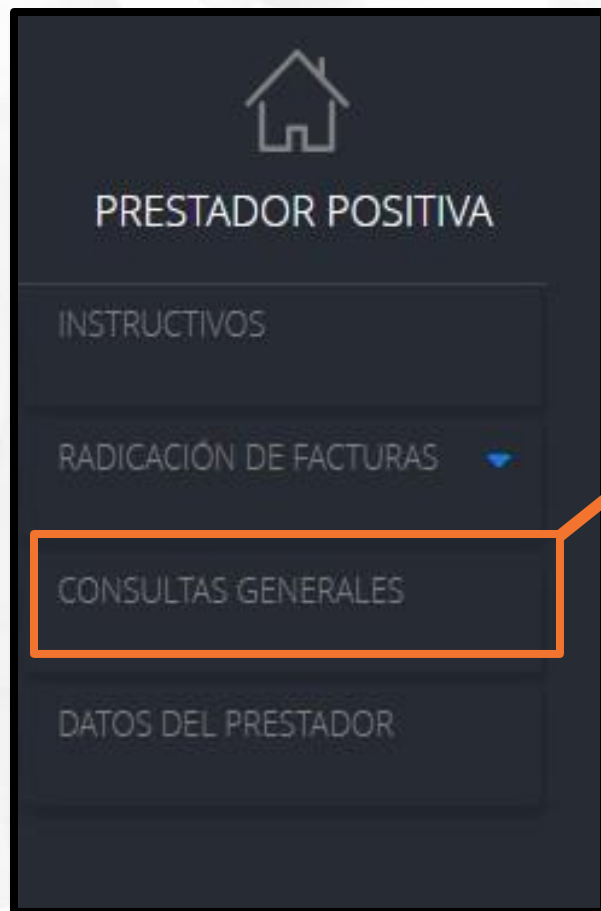 PRESTADOR POSITIVA
INSTRUCTIVOS
RADICACIÓN DE FACTURAS
CONSULTAS GENERALES
DATOS DEL PRESTADOR